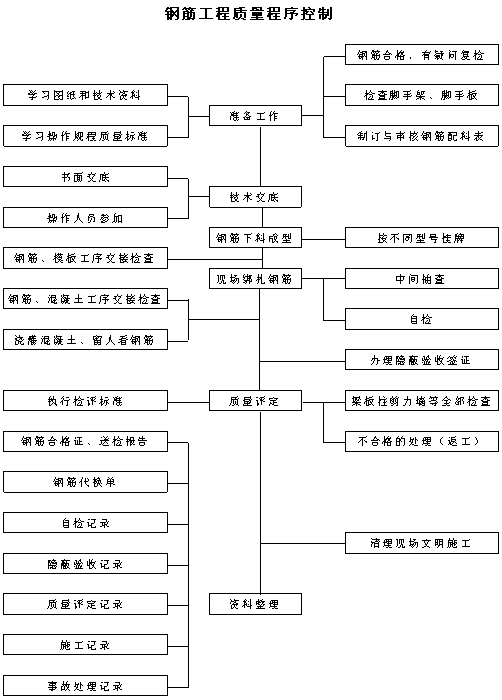 钢筋工程质量程序控制
钢筋合格，有疑问复检
学习图纸和技术资料
检查脚手架、脚手板
准备工作
学习操作规程质量标准
制订与审核钢筋配料表
书面交底
技术交底
操作人员参加
钢筋下料成型
按不同型号挂牌
钢筋、模板工序交接检查
现场绑扎钢筋
中间抽查
钢筋、混凝土工序交接检查
自检
浇灌混凝土、留人看钢筋
办理隐蔽验收签证
执行检评标准
质量评定
梁板柱剪力墙等全部检查
钢筋合格证、送检报告
不合格的处理（返工）
钢筋代换单
自检记录
清理现场文明施工
隐蔽验收记录
质量评定记录
资料整理
施工记录
事故处理记录